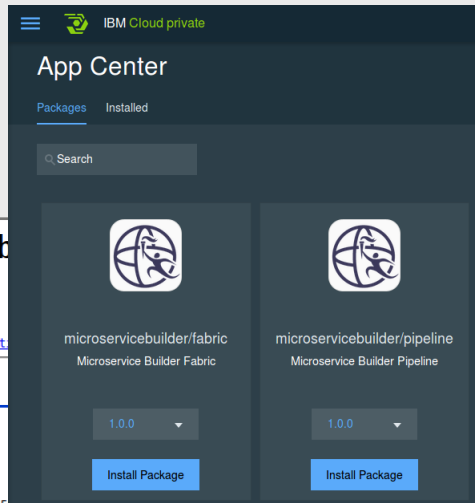 IBM Cloud private
App Center
Packages Installed
Search
microservicebuilder/fabric
Microservice Builder Fabric
1.0.0
Install Package
microservicebuilder/pipeline
Microservice Builder Pipeline
1.0.0
Install Package